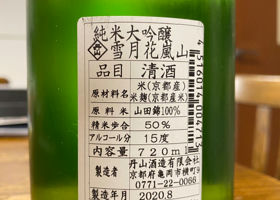 純米大吟醸
雪月花嵐山
品目 清酒
原材料名 米(京都産)
米麹(京都産米)
原料米 山田錦100%
精米歩合 50%
アルコール分 15度
内容量 720ml
製造者 丹山酒造有限会社
京都府亀岡市横町7
0771-22-0066
製造年月 2020.8